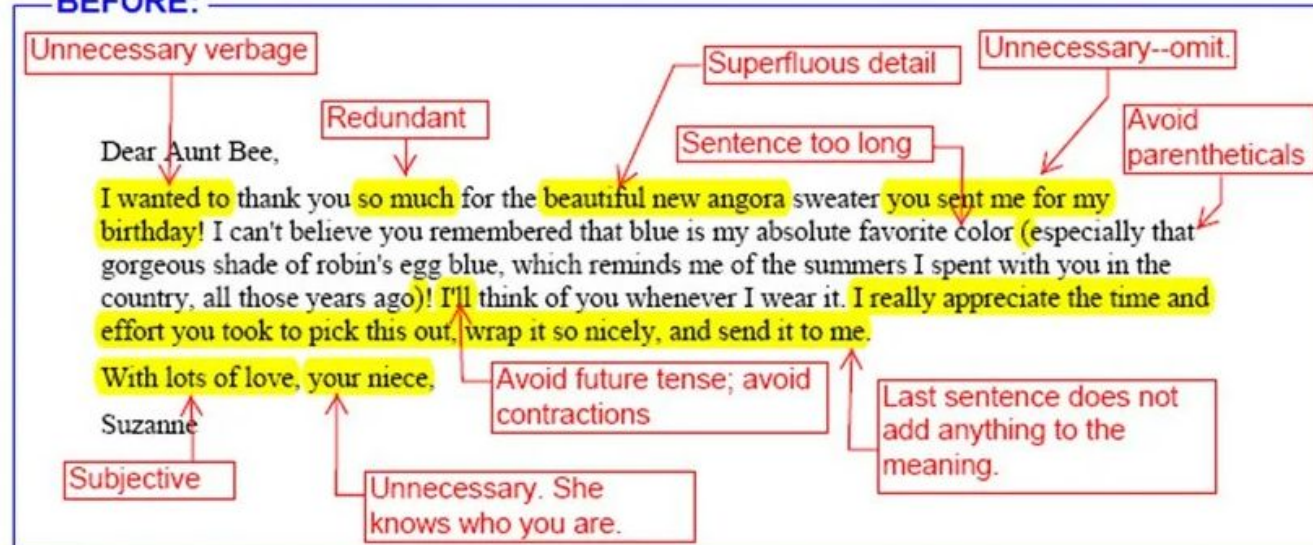 BEFORE:
Unnecessary verbage
Superfluous detail
Unnecessary--omit.
Redundant
Sentence too long
Avoid
parentheticals
Dear Aunt Bee,
I wanted to thank you so much for the beautiful new angora sweater you sent me for my
birthday! I can't believe you remembered that blue is my absolute favorite color (especially that
gorgeous shade of robin's egg blue, which reminds me of the summers I spent with you in the
country, all those years ago)! I'll think of you whenever I wear it. I really appreciate the time and
effort you took to pick this out, wrap it so nicely, and send it to me.
With lots of love, your niece,
Suzanne
Avoid future tense; avoid
contractions
Last sentence does not
add anything to the
meaning.
Subjective
Unnecessary. She
knows who you are.